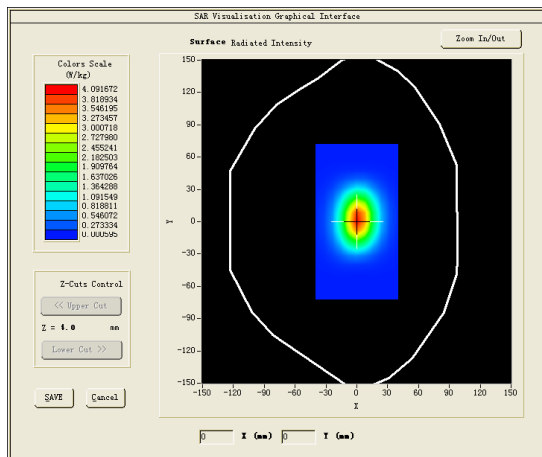 SAR Visualisation Graphical Interface
Surface Radiated Intensity
Zoom In/Out
Colors Scale
(W/kg)
4.091672
3.818934
3.546195
3.273457
3.000718
2.727980
2.455241
2.182503
1.909764
1.637026
1.364288
1.091549
0.818811
0.546072
0.273334
0.000595
Z-Cuts Control
<< Upper Cut
Z = 4.0 mm
Lower Cut >>
SAVE
Cancel
150
120
90
60
30
0
-30
-60
-90
-120
-150
Y
-150 -120 -90 -60 -30 0 30 60 90 120 150
X
0 X (mm) 0 Y (mm)